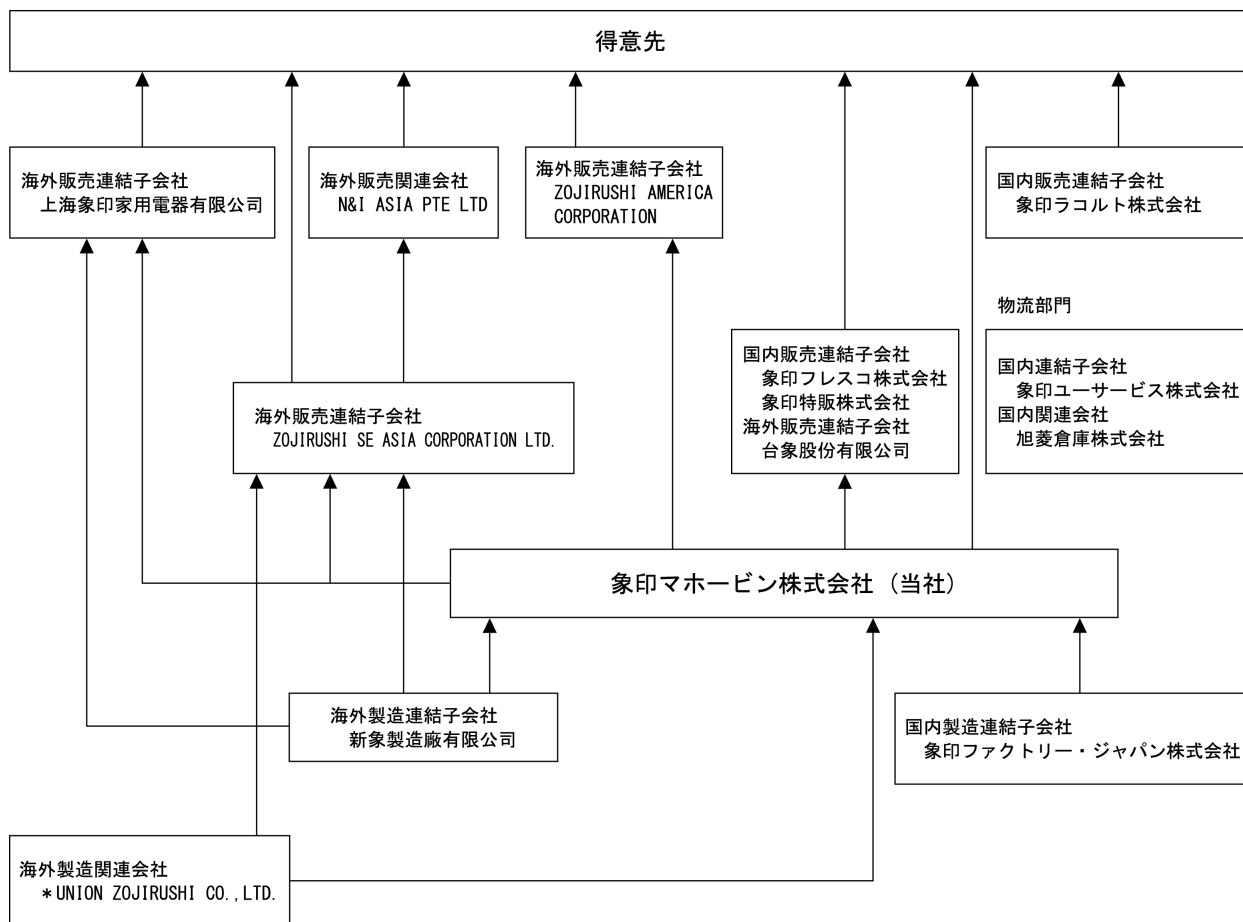 得意先
海外販売連結子会社
上海象印家用電器有限公司
海外販売関連会社
N&I ASIA PTE LTD
海外販売連結子会社
ZOJIRUSHI AMERICA
CORPORATION
国内販売連結子会社
象印ラコルト株式会社
物流部門
国内販売連結子会社
象印フレスコ株式会社
象印特販株式会社
海外販売連結子会社
台象股份有限公司
国内連結子会社
象印ユーサービス株式会社
国内関連会社
旭菱倉庫株式会社
海外販売連結子会社
ZOJIRUSHI SE ASIA CORPORATION LTD.
象印マホービン株式会社（当社）
海外製造連結子会社
新象製造廠有限公司
国内製造連結子会社
象印ファクトリー・ジャパン株式会社
海外製造関連会社
＊UNION ZOJIRUSHI CO.,LTD.